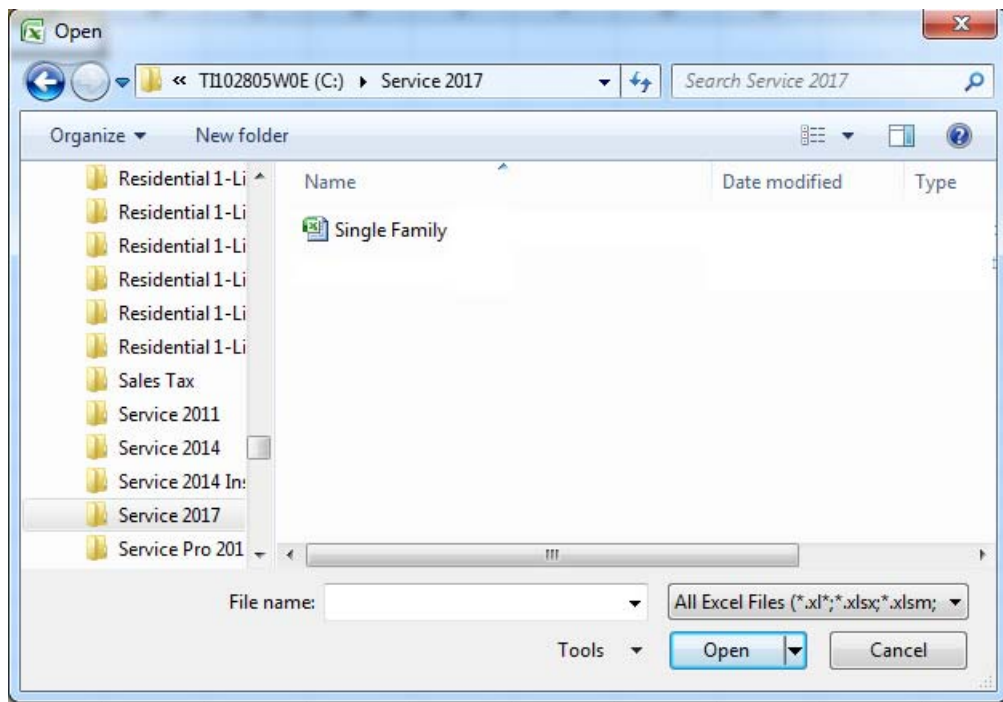 Open
« TI102805W0E (C:) ▸ Service 2017
Search Service 2017
Organize
New folder
Name
Date modified
Type
Residential 1-Li
Residential 1-Li
Residential 1-Li
Residential 1-Li
Residential 1-Li
Residential 1-Li
Sales Tax
Service 2011
Service 2014
Service 2014 In
Service 2017
Service Pro 201
Single Family
File name:
All Excel Files (*.xl*;*.xlsx;*.xlsm;
Tools
Open
Cancel